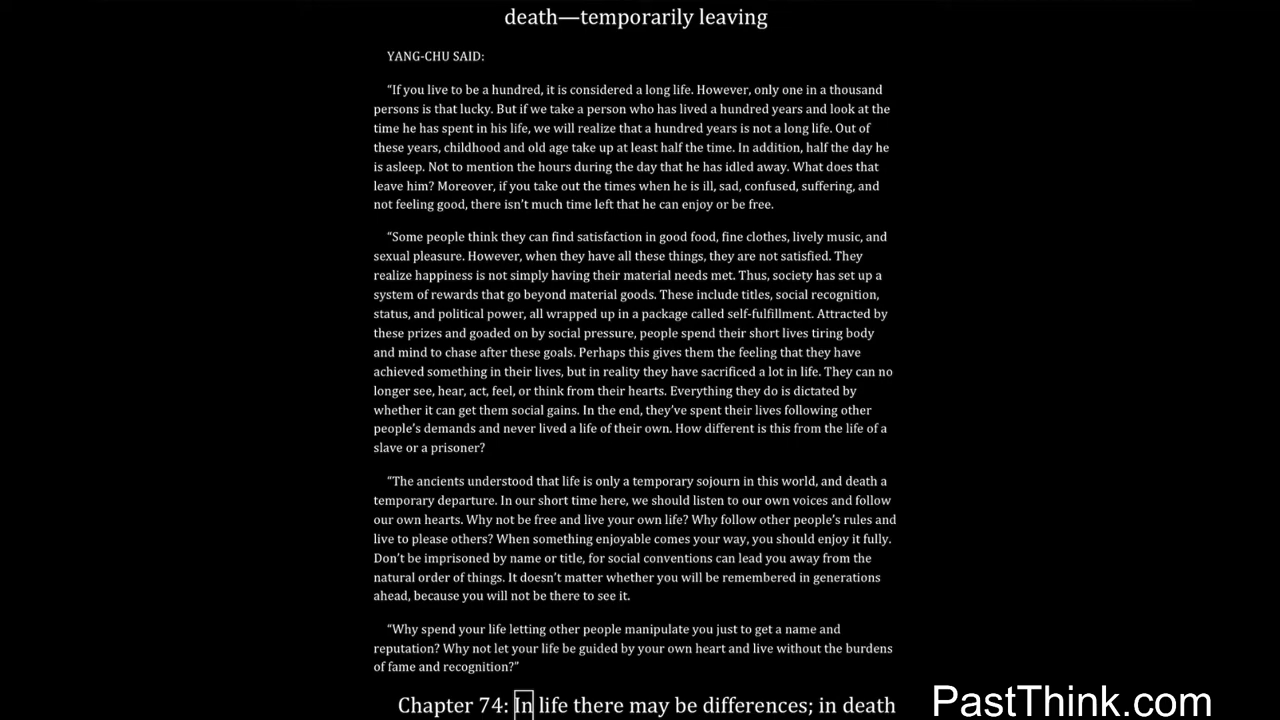 death—temporarily leaving
YANG-CHU SAID:
“If you live to be a hundred, it is considered a long life. However, only one in a thousand
persons is that lucky. But if we take a person who has lived a hundred years and look at the
time he has spent in his life, we will realize that a hundred years is not a long life. Out of
these years, childhood and old age take up at least half the time. In addition, half the day he
is asleep. Not to mention the hours during the day that he has idled away. What does that
leave him? Moreover, if you take out the times when he is ill, sad, confused, suffering, and
not feeling good, there isn’t much time left that he can enjoy or be free.
“Some people think they can find satisfaction in good food, fine clothes, lively music, and
sexual pleasure. However, when they have all these things, they are not satisfied. They
realize happiness is not simply having their material needs met. Thus, society has set up a
system of rewards that go beyond material goods. These include titles, social recognition,
status, and political power, all wrapped up in a package called self-fulfillment. Attracted by
these prizes and goaded on by social pressure, people spend their short lives tiring body
and mind to chase after these goals. Perhaps this gives them the feeling that they have
achieved something in their lives, but in reality they have sacrificed a lot in life. They can no
longer see, hear, act, feel, or think from their hearts. Everything they do is dictated by
whether it can get them social gains. In the end, they’ve spent their lives following other
people’s demands and never lived a life of their own. How different is this from the life of a
slave or a prisoner?
“The ancients understood that life is only a temporary sojourn in this world, and death a
temporary departure. In our short time here, we should listen to our own voices and follow
our own hearts. Why not be free and live your own life? Why follow other people’s rules and
live to please others? When something enjoyable comes your way, you should enjoy it fully.
Don’t be imprisoned by name or title, for social conventions can lead you away from the
natural order of things. It doesn’t matter whether you will be remembered in generations
ahead, because you will not be there to see it.
“Why spend your life letting other people manipulate you just to get a name and
reputation? Why not let your life be guided by your own heart and live without the burdens
of fame and recognition?”
Chapter 74: In life there may be differences; in death
PastThink.com